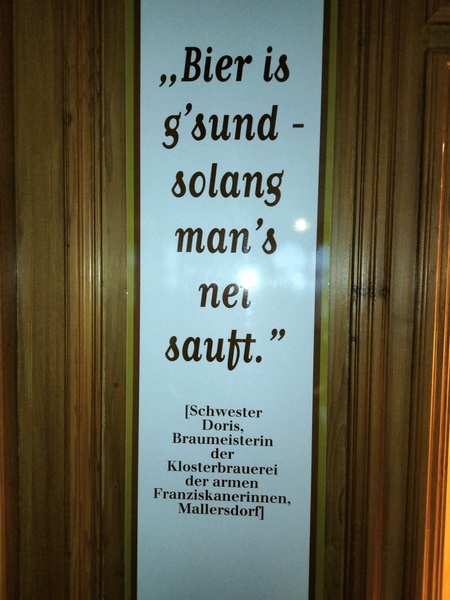 „Bier is
g'sund -
solang
man's
net
sauft.”
[Schwester
Doris,
Braumeisterin
der
Klosterbrauerei
der armen
Franziskanerinnen,
Mallersdorf]